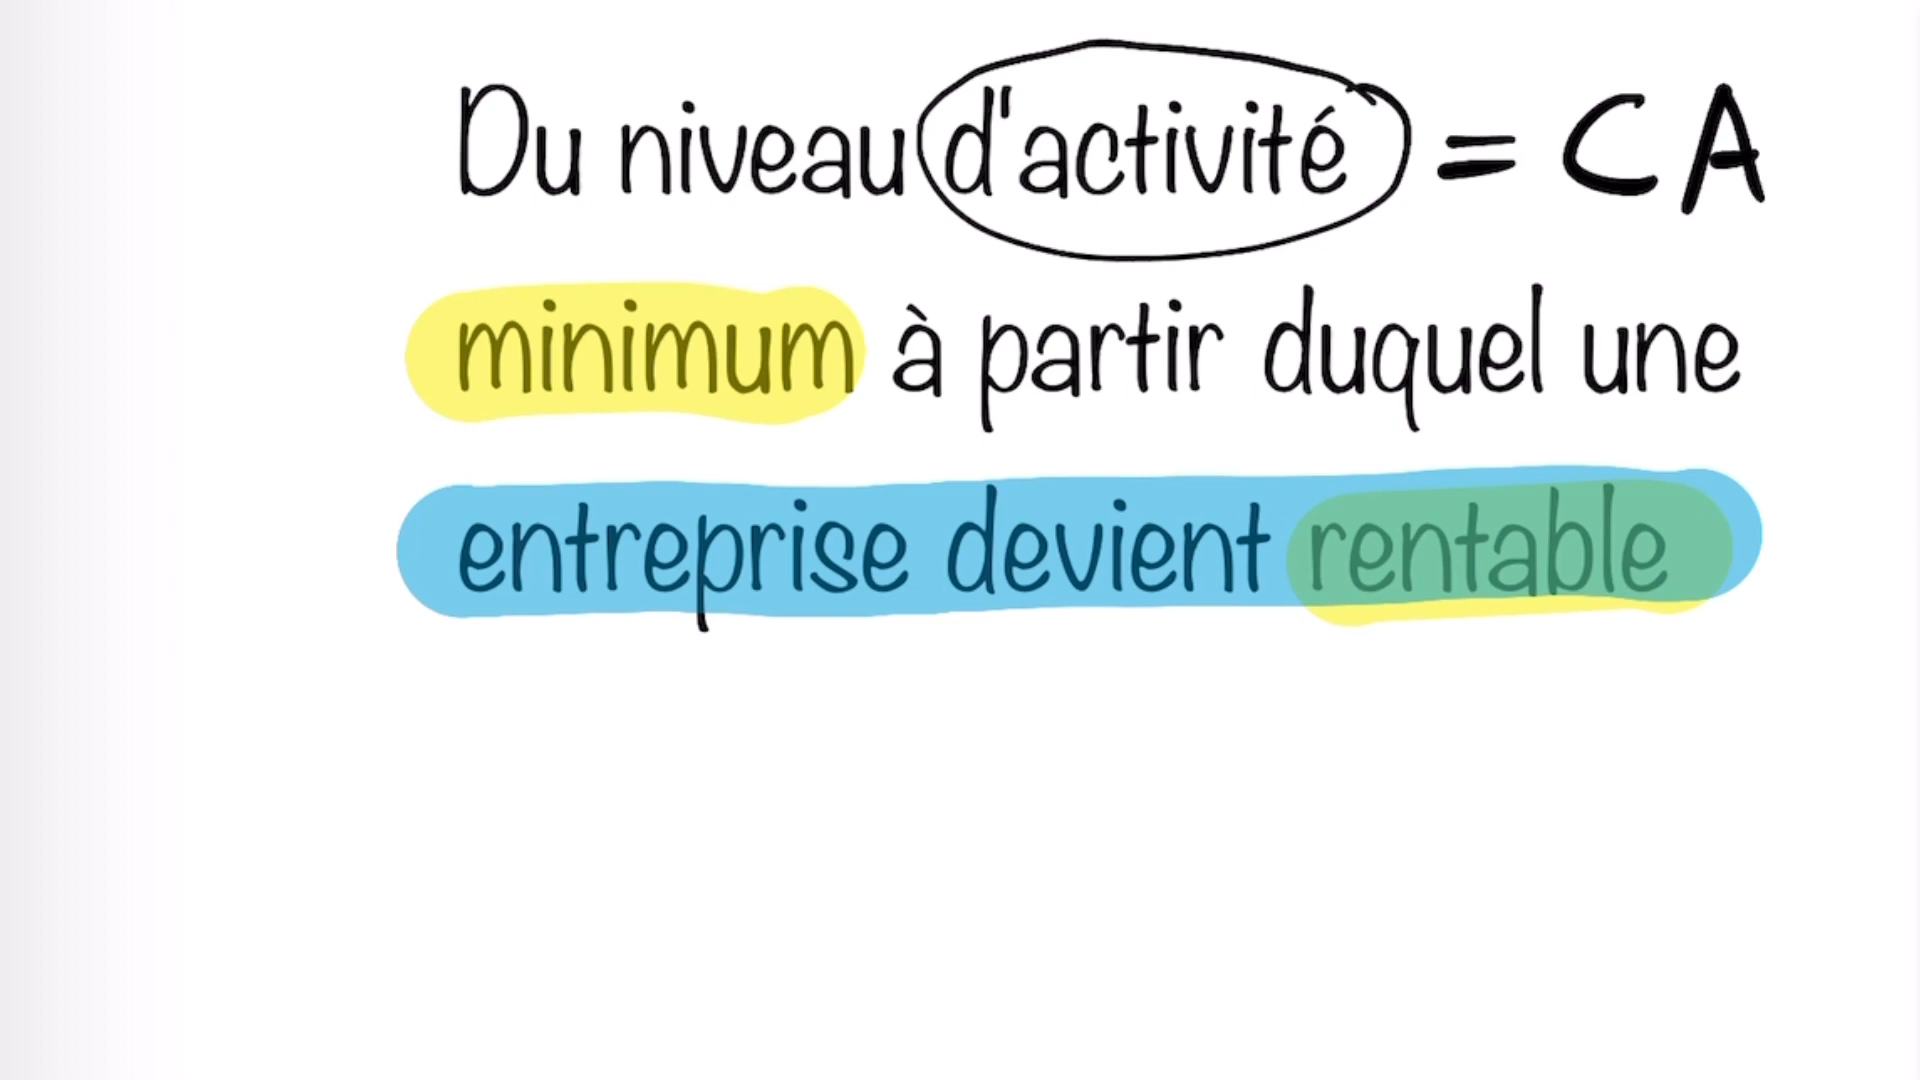 Du niveau d'activité = CA
minimum à partir duquel une
entreprise devient rentable